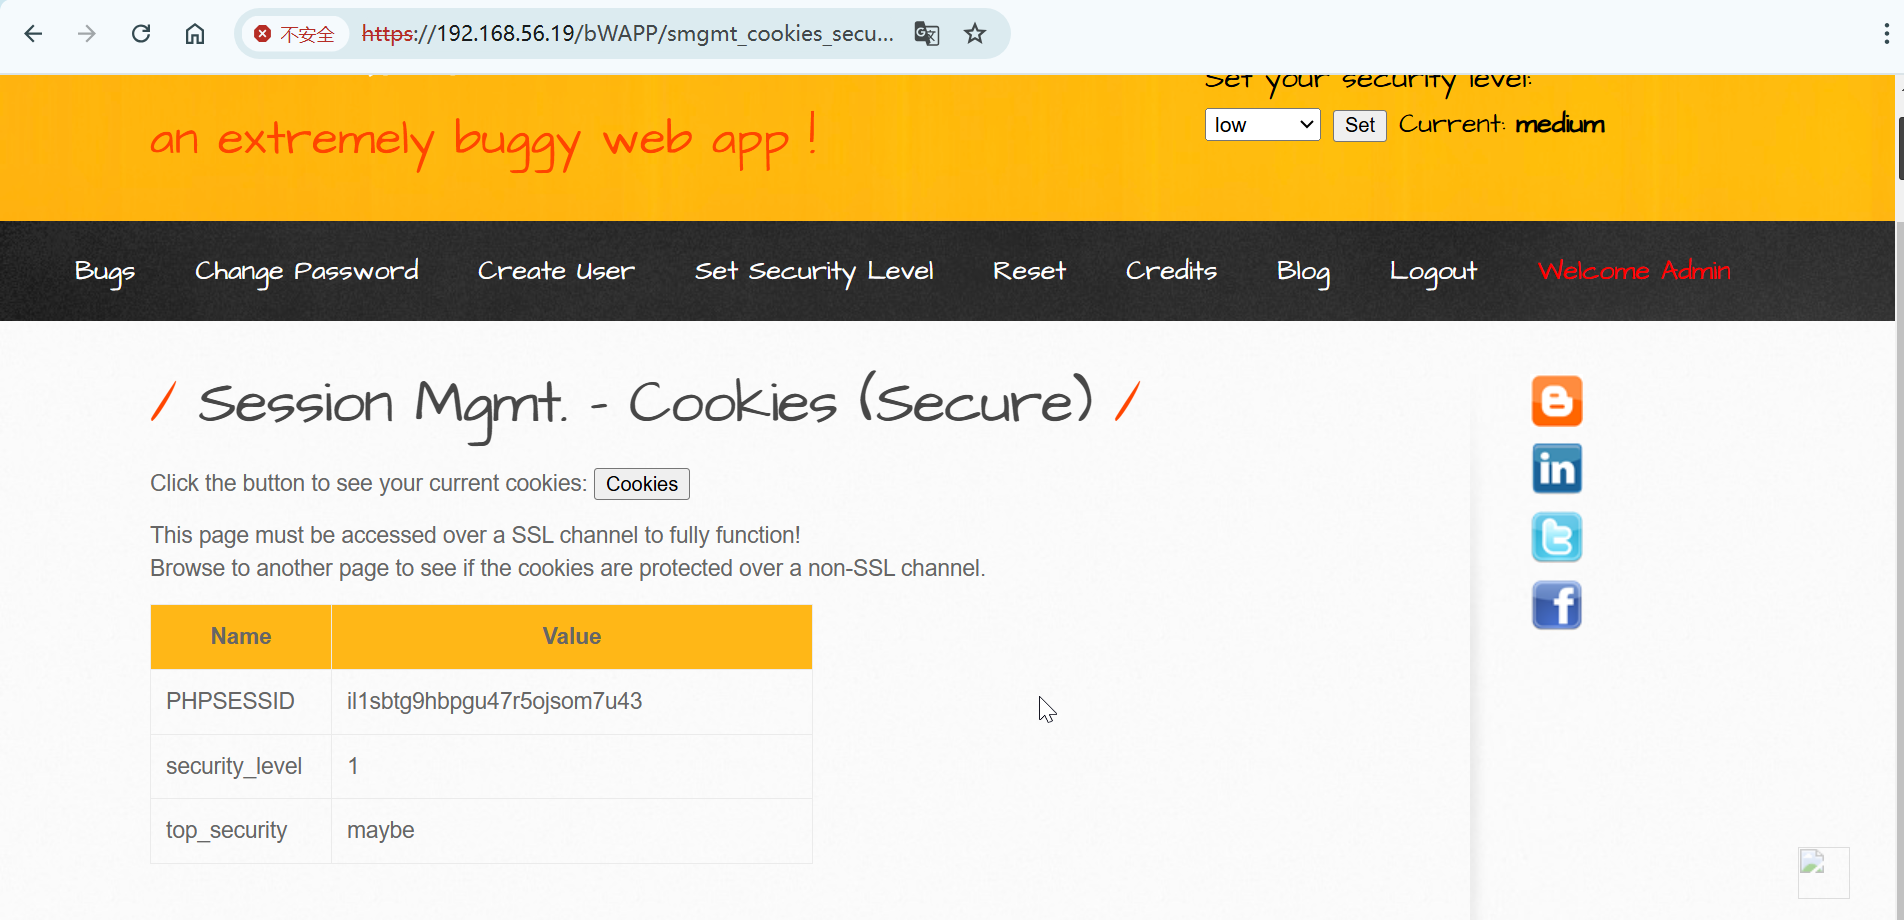 不安全 https://192.168.56.19/bWAPP/smgmt_cookies_secu...
Set your security level:
an extremely buggy web app !
low Set Current: medium
Bugs Change Password Create User Set Security Level Reset Credits Blog Logout Welcome Admin
/ Session Mgmt. - Cookies (Secure) /
Click the button to see your current cookies: Cookies
This page must be accessed over a SSL channel to fully function!
Browse to another page to see if the cookies are protected over a non-SSL channel.
Name Value
PHPSESSID il1sbtg9hbpgu47r5ojsom7u43
security_level 1
top_security maybe